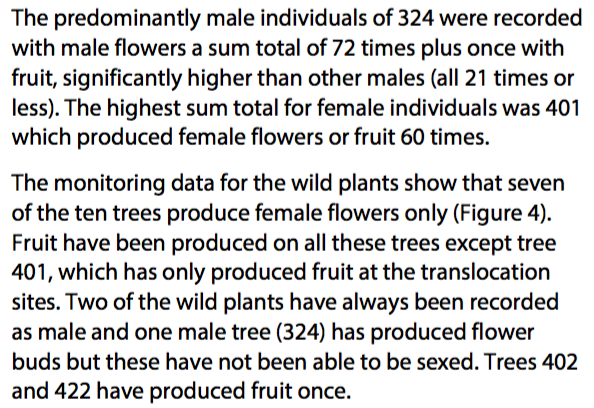 The predominantly male individuals of 324 were recorded
with male flowers a sum total of 72 times plus once with
fruit, significantly higher than other males (all 21 times or
less). The highest sum total for female individuals was 401
which produced female flowers or fruit 60 times.
The monitoring data for the wild plants show that seven
of the ten trees produce female flowers only (Figure 4).
Fruit have been produced on all these trees except tree
401, which has only produced fruit at the translocation
sites. Two of the wild plants have always been recorded
as male and one male tree (324) has produced flower
buds but these have not been able to be sexed. Trees 402
and 422 have produced fruit once.